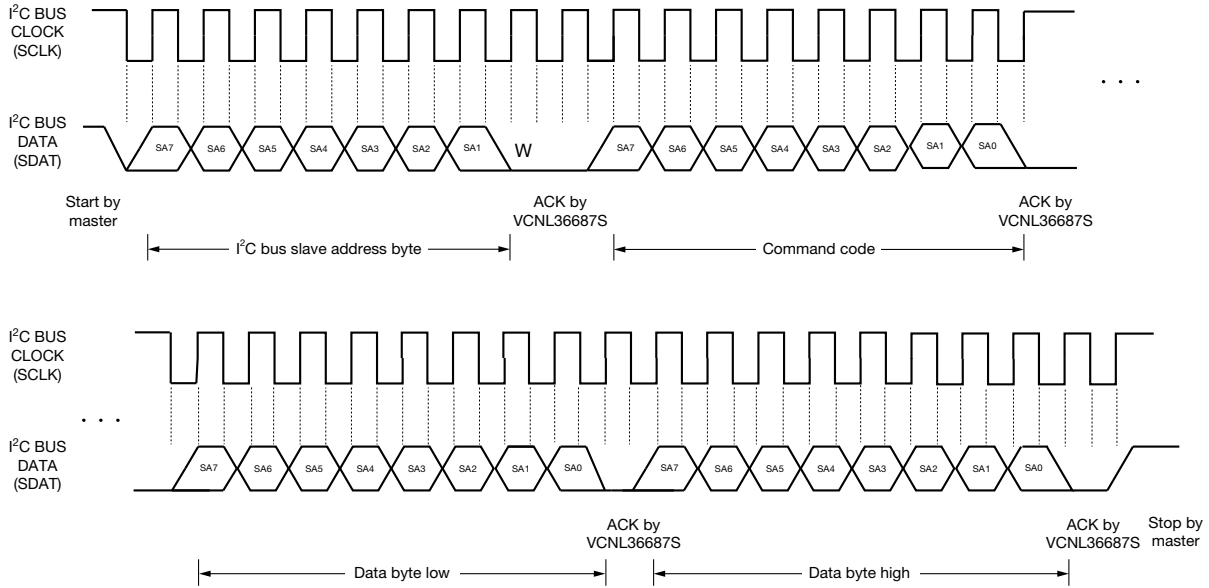 I²C BUS
CLOCK
(SCLK)
. . .
I²C BUS
DATA
(SDAT)
SA7 SA6 SA5 SA4 SA3 SA2 SA1 W SA7 SA6 SA5 SA4 SA3 SA2 SA1 SA0
Start by
master
ACK by
VCNL36687S
ACK by
VCNL36687S
I²C bus slave address byte
Command code
I²C BUS
CLOCK
(SCLK)
. . .
I²C BUS
DATA
(SDAT)
SA7 SA6 SA5 SA4 SA3 SA2 SA1 SA0 SA7 SA6 SA5 SA4 SA3 SA2 SA1 SA0
ACK by
VCNL36687S
ACK by
VCNL36687S
Stop by
master
Data byte low
Data byte high